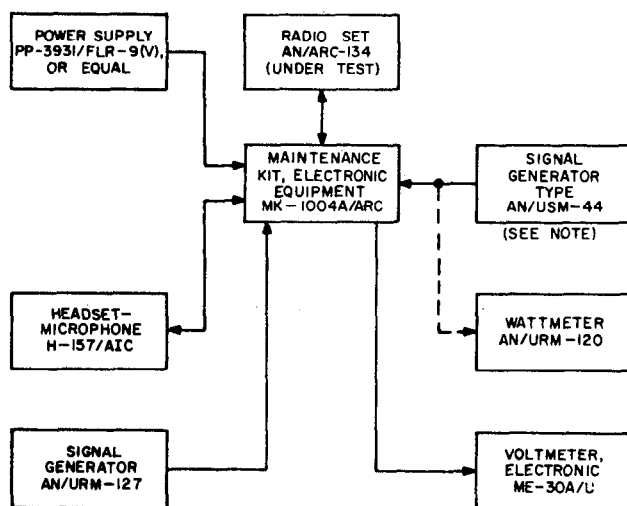 POWER SUPPLY
PP-3931/FLR-9(V),
OR EQUAL
RADIO SET
AN/ARC-134
(UNDER TEST)
MAINTENANCE
KIT, ELECTRONIC
EQUIPMENT
MK-1004A/ARC
SIGNAL
GENERATOR
TYPE
AN/USM-44
(SEE NOTE)
HEADSET-
MICROPHONE
H-157/AIC
WATTMETER
AN/URM-120
SIGNAL
GENERATOR
AN/URM-127
VOLTMETER,
ELECTRONIC
ME-30A/U